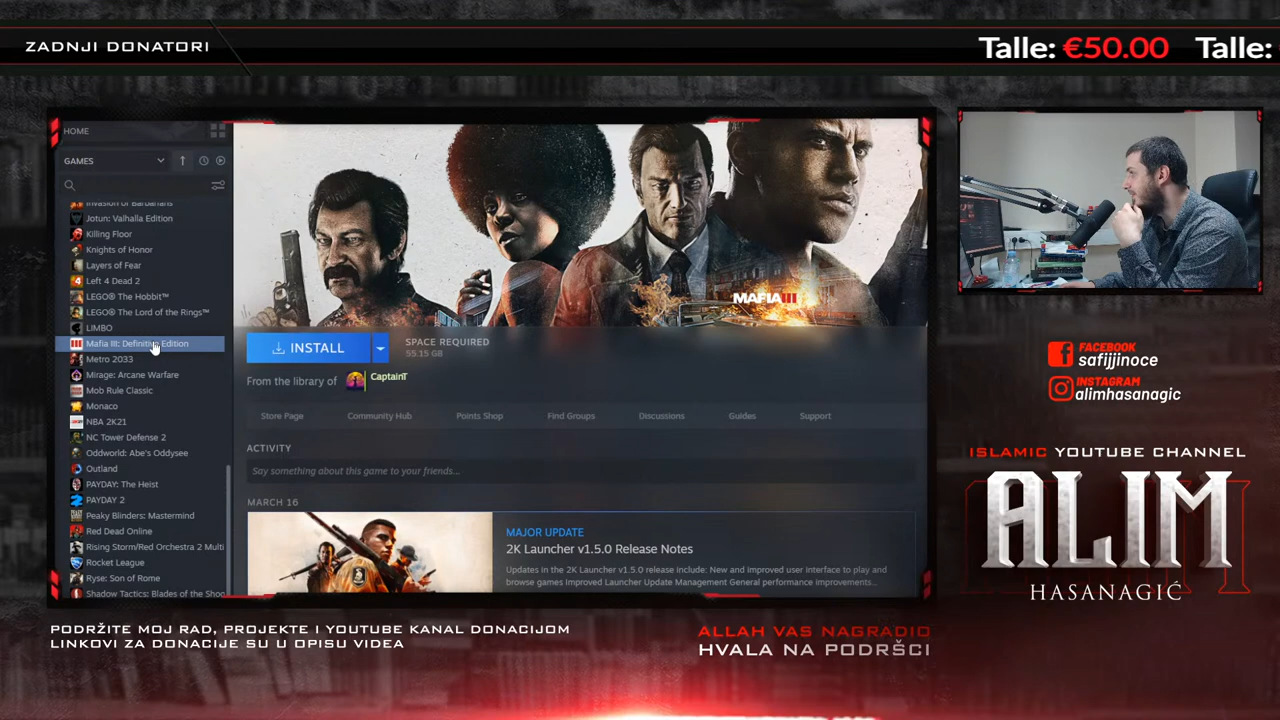 ZADNJI DONATORI
Talle: €50.00 Talle:
HOME
GAMES
Invasion of Barbarians
Jotun: Valhalla Edition
Killing Floor
Knights of Honor
Layers of Fear
Left 4 Dead 2
LEGO® The Hobbit™
LEGO® The Lord of the Rings™
LIMBO
Mafia III: Definitive Edition
Metro 2033
Mirage: Arcane Warfare
Mob Rule Classic
Monaco
NBA 2K21
NC Tower Defense 2
Oddworld: Abe's Oddysee
Outland
PAYDAY: The Heist
PAYDAY 2
Peaky Blinders: Mastermind
Red Dead Online
Rising Storm/Red Orchestra 2 Multi
Rocket League
Ryse: Son of Rome
Shadow Tactics: Blades of the Shog
MAFIA III
INSTALL
SPACE REQUIRED
55.15 GB
From the library of CaptainT
Store Page Community Hub Points Shop Find Groups Discussions Guides Support
ACTIVITY
Say something about this game to your friends...
MARCH 16
MAJOR UPDATE
2K Launcher v1.5.0 Release Notes
Updates in the 2K Launcher v1.5.0 release include: New and improved user interface to play and
browse games Improved Launcher Update Management General performance improvements...
FACEBOOK
safijjinoce
INSTAGRAM
alimhasanagic
ISLAMIC YOUTUBE CHANNEL
ALIM
HASANAGIĆ
PODRŽITE MOJ RAD, PROJEKTE I YOUTUBE KANAL DONACIJOM
LINKOVI ZA DONACIJE SU U OPISU VIDEA
ALLAH VAS NAGRADIO
HVALA NA PODRŠCI